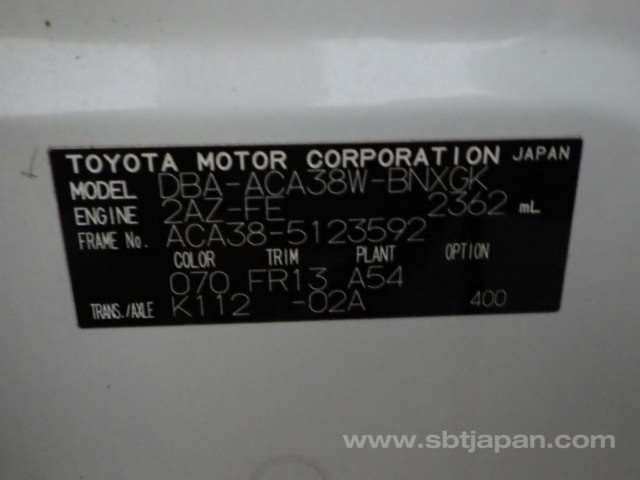 TOYOTA MOTOR CORPORATION JAPAN
MODEL DBA-ACA38W-BNXGK
ENGINE 2AZ-FE 2362 mL
FRAME No. ACA38-5123592
COLOR TRIM PLANT OPTION
070 FR13 A54
TRANS./AXLE K112 -02A 400
www.sbtjapan.com